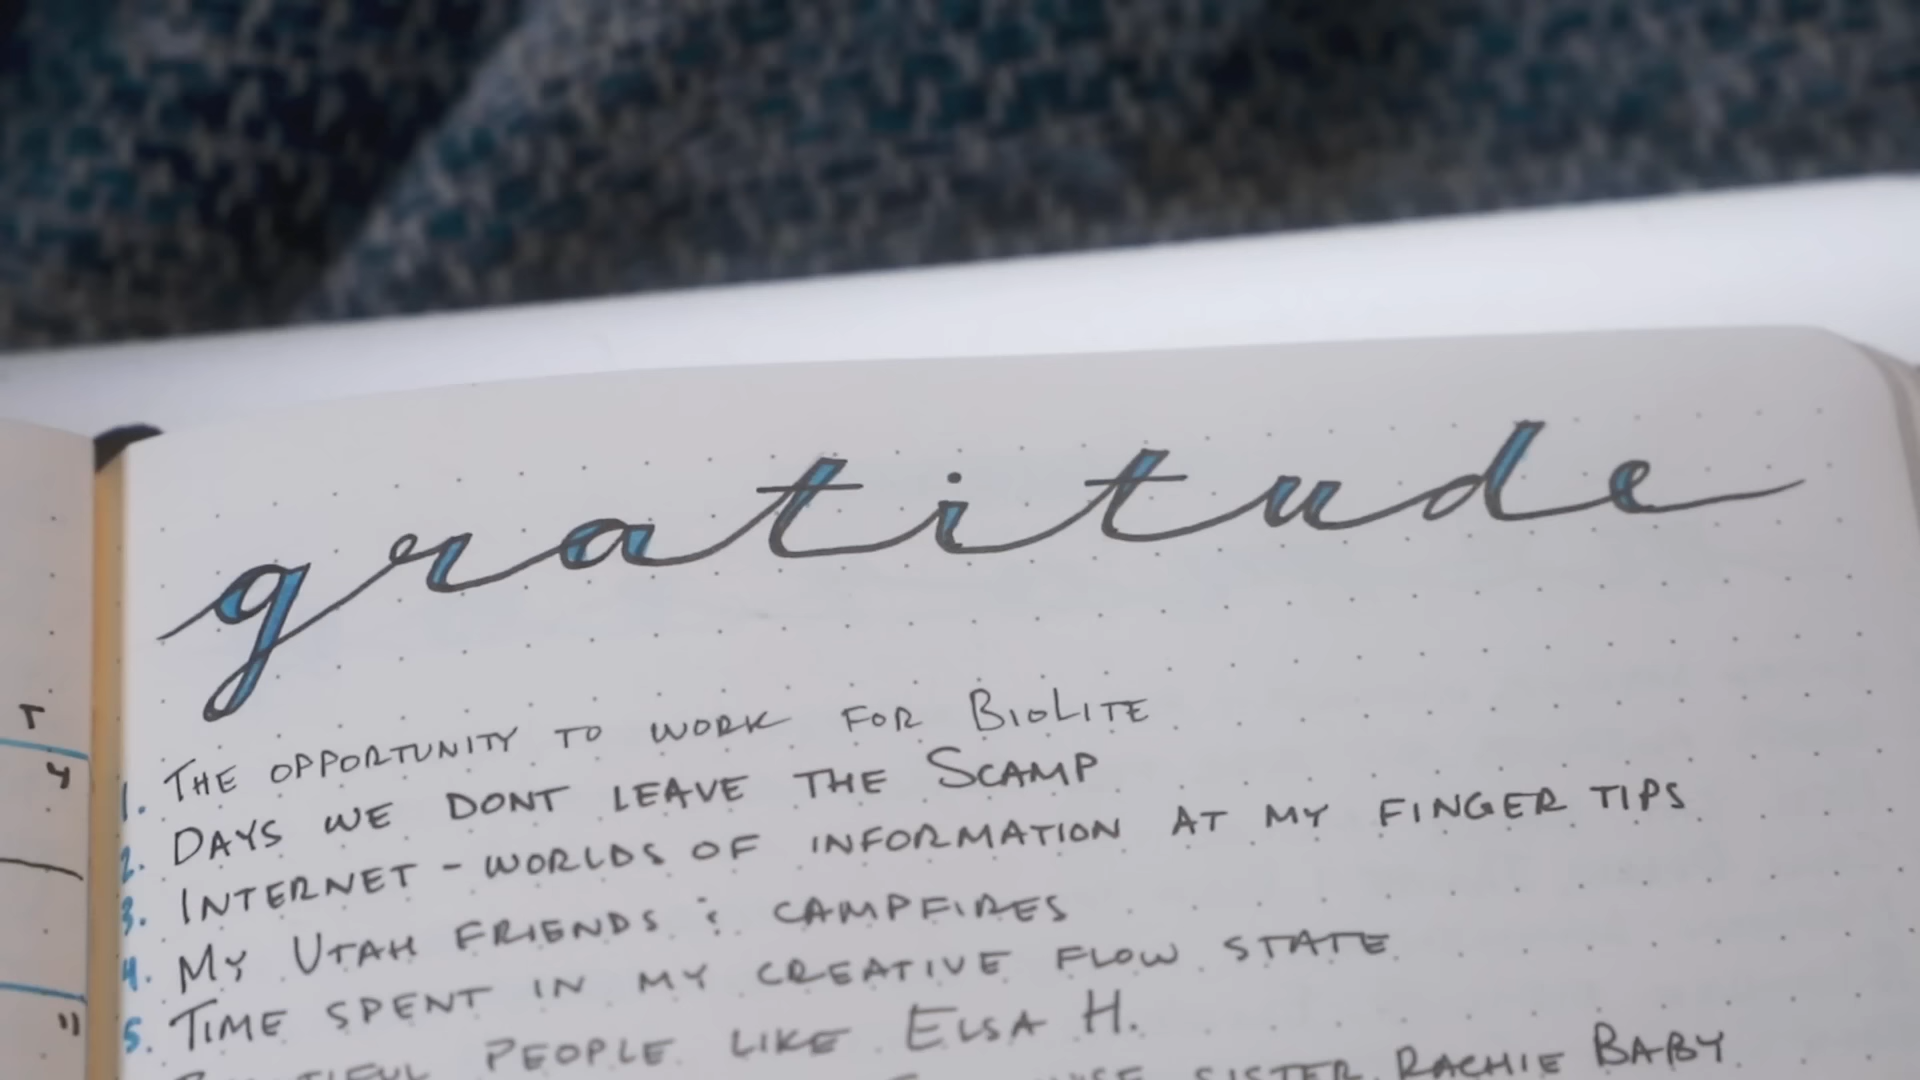 gratitude
1. THE OPPORTUNITY TO WORK FOR BIOLITE
2. DAYS WE DONT LEAVE THE SCAMP
3. INTERNET - WORLDS OF INFORMATION AT MY FINGER TIPS
4. MY UTAH FRIENDS & CAMPFIRES
5. TIME SPENT IN MY CREATIVE FLOW STATE
PEOPLE LIKE ELSA H.
SISTER RACHIE BABY
T
4
11